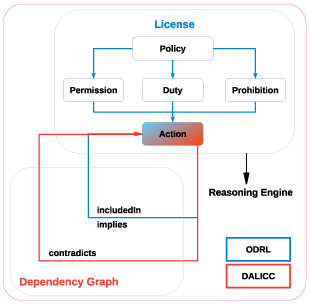 License
Policy
Permission
Duty
Prohibition
Action
Reasoning Engine
includedIn
implies
contradicts
ODRL
Dependency Graph
DALICC